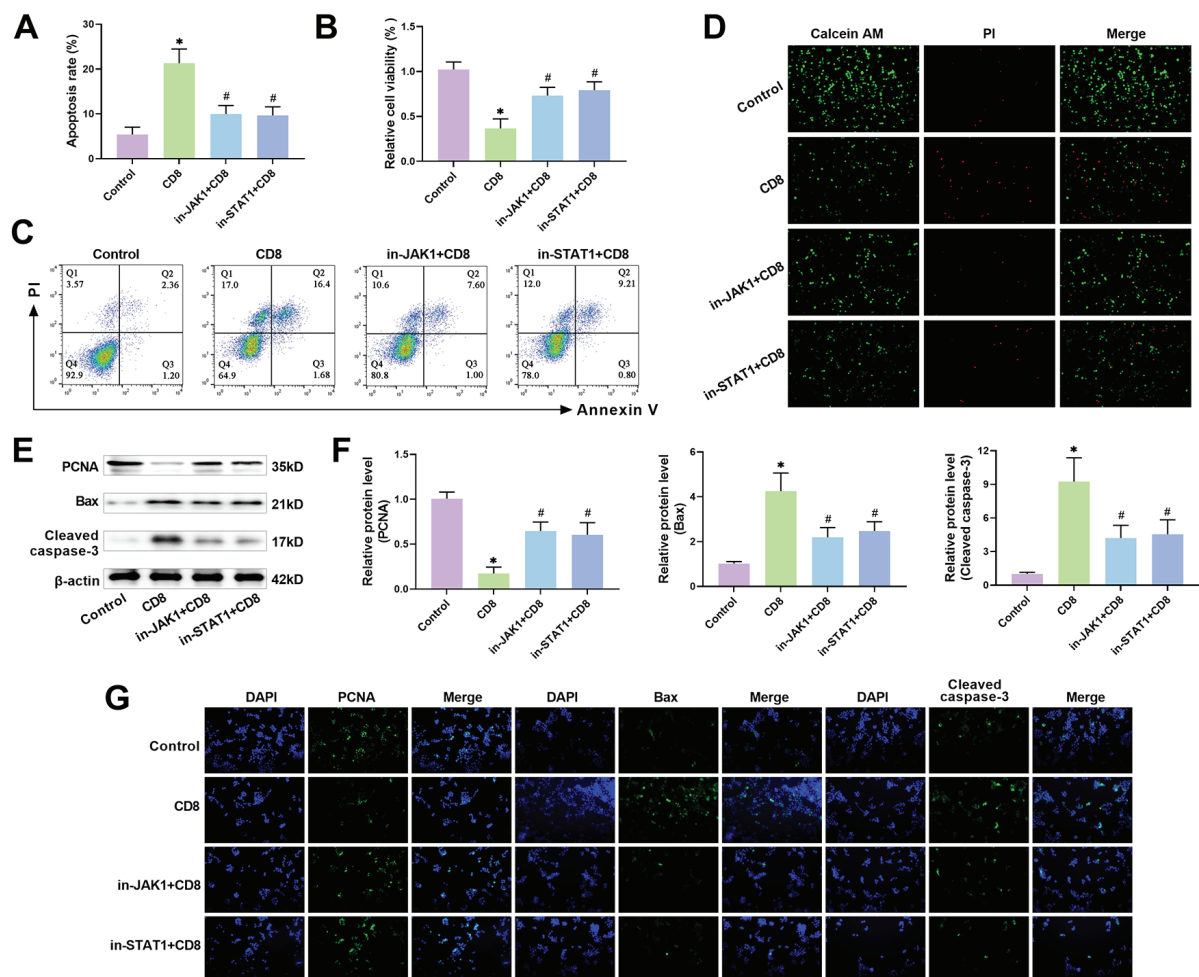 A
Apoptosis rate (%)
30
20
10
0
*
#
#
Control
CD8
in-JAK1+CD8
in-STAT1+CD8
B
Relative cell viability (%)
1.5
1.0
0.5
0.0
*
#
#
Control
CD8
in-JAK1+CD8
in-STAT1+CD8
C
Control
CD8
in-JAK1+CD8
in-STAT1+CD8
PI
Q1
3.57
Q2
2.36
Q4
92.9
Q3
1.20
Q1
17.0
Q2
16.4
Q4
64.9
Q3
1.68
Q1
10.6
Q2
7.60
Q4
80.8
Q3
1.00
Q1
12.0
Q2
9.21
Q4
78.0
Q3
0.80
Annexin V
D
Calcein AM
PI
Merge
Control
CD8
in-JAK1+CD8
in-STAT1+CD8
E
PCNA
35kD
Bax
21kD
Cleaved
caspase-3
17kD
β-actin
42kD
Control
CD8
in-JAK1+CD8
in-STAT1+CD8
F
Relative protein level
(PCNA)
1.5
1.0
0.5
0.0
*
#
#
Control
CD8
in-JAK1+CD8
in-STAT1+CD8
Relative protein level
(Bax)
6
4
2
0
*
#
#
Control
CD8
in-JAK1+CD8
in-STAT1+CD8
Relative protein level
(Cleaved caspase-3)
12
9
6
3
0
*
#
#
Control
CD8
in-JAK1+CD8
in-STAT1+CD8
G
DAPI
PCNA
Merge
DAPI
Bax
Merge
DAPI
Cleaved
caspase-3
Merge
Control
CD8
in-JAK1+CD8
in-STAT1+CD8